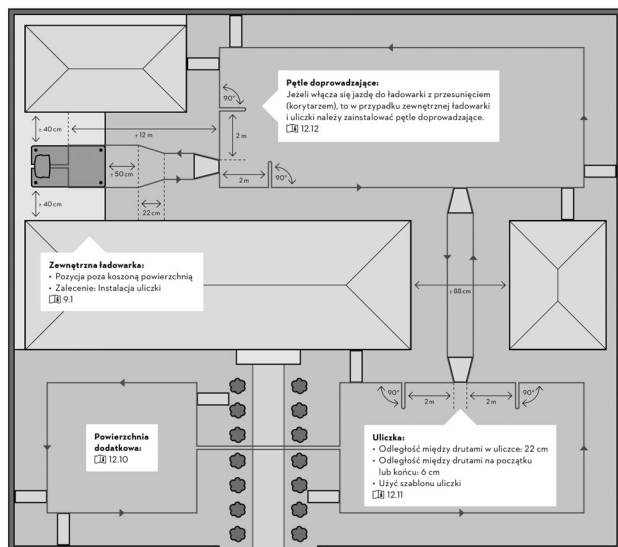 Pętle doprowadzające:
Jeżeli włącza się jazdę do ładowarki z przesunięciem
(korytarzem), to w przypadku zewnętrznej ładowarki
i uliczki należy zainstalować pętle doprowadzające.
12.12
90°
≥ 40 cm
≤ 12 m
2 m
≥ 50 cm
2 m
90°
≥ 40 cm
22 cm
Zewnętrzna ładowarka:
• Pozycja poza koszoną powierzchnią
• Zalecenie: Instalacja uliczki
9.1
≥ 88 cm
90°
2 m
2 m
90°
Powierzchnia
dodatkowa:
12.10
Uliczka:
• Odległość między drutami w uliczce: 22 cm
• Odległość między drutami na początku
lub końcu: 6 cm
• Użyć szablonu uliczki
12.11